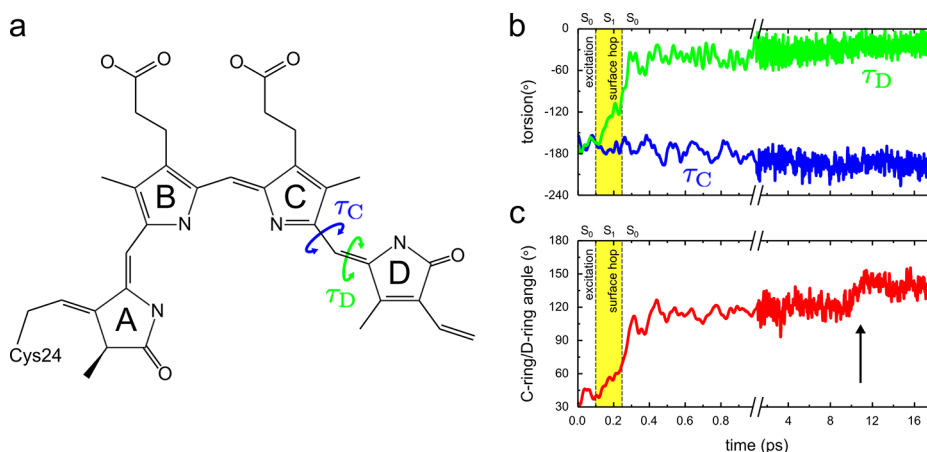 a
O
O
O
O
B
C
N
N
τC
N
O
τD
D
A
N
Cys24
O
b
S0 S1 S0
0
-60
-120
-180
-240
torsion(°)
excitation
surface hop
τD
τC
c
S0 S1 S0
180
150
120
90
60
30
C-ring/D-ring angle (°)
excitation
surface hop
0.0 0.2 0.4 0.6 0.8 4 8 12 16
time (ps)